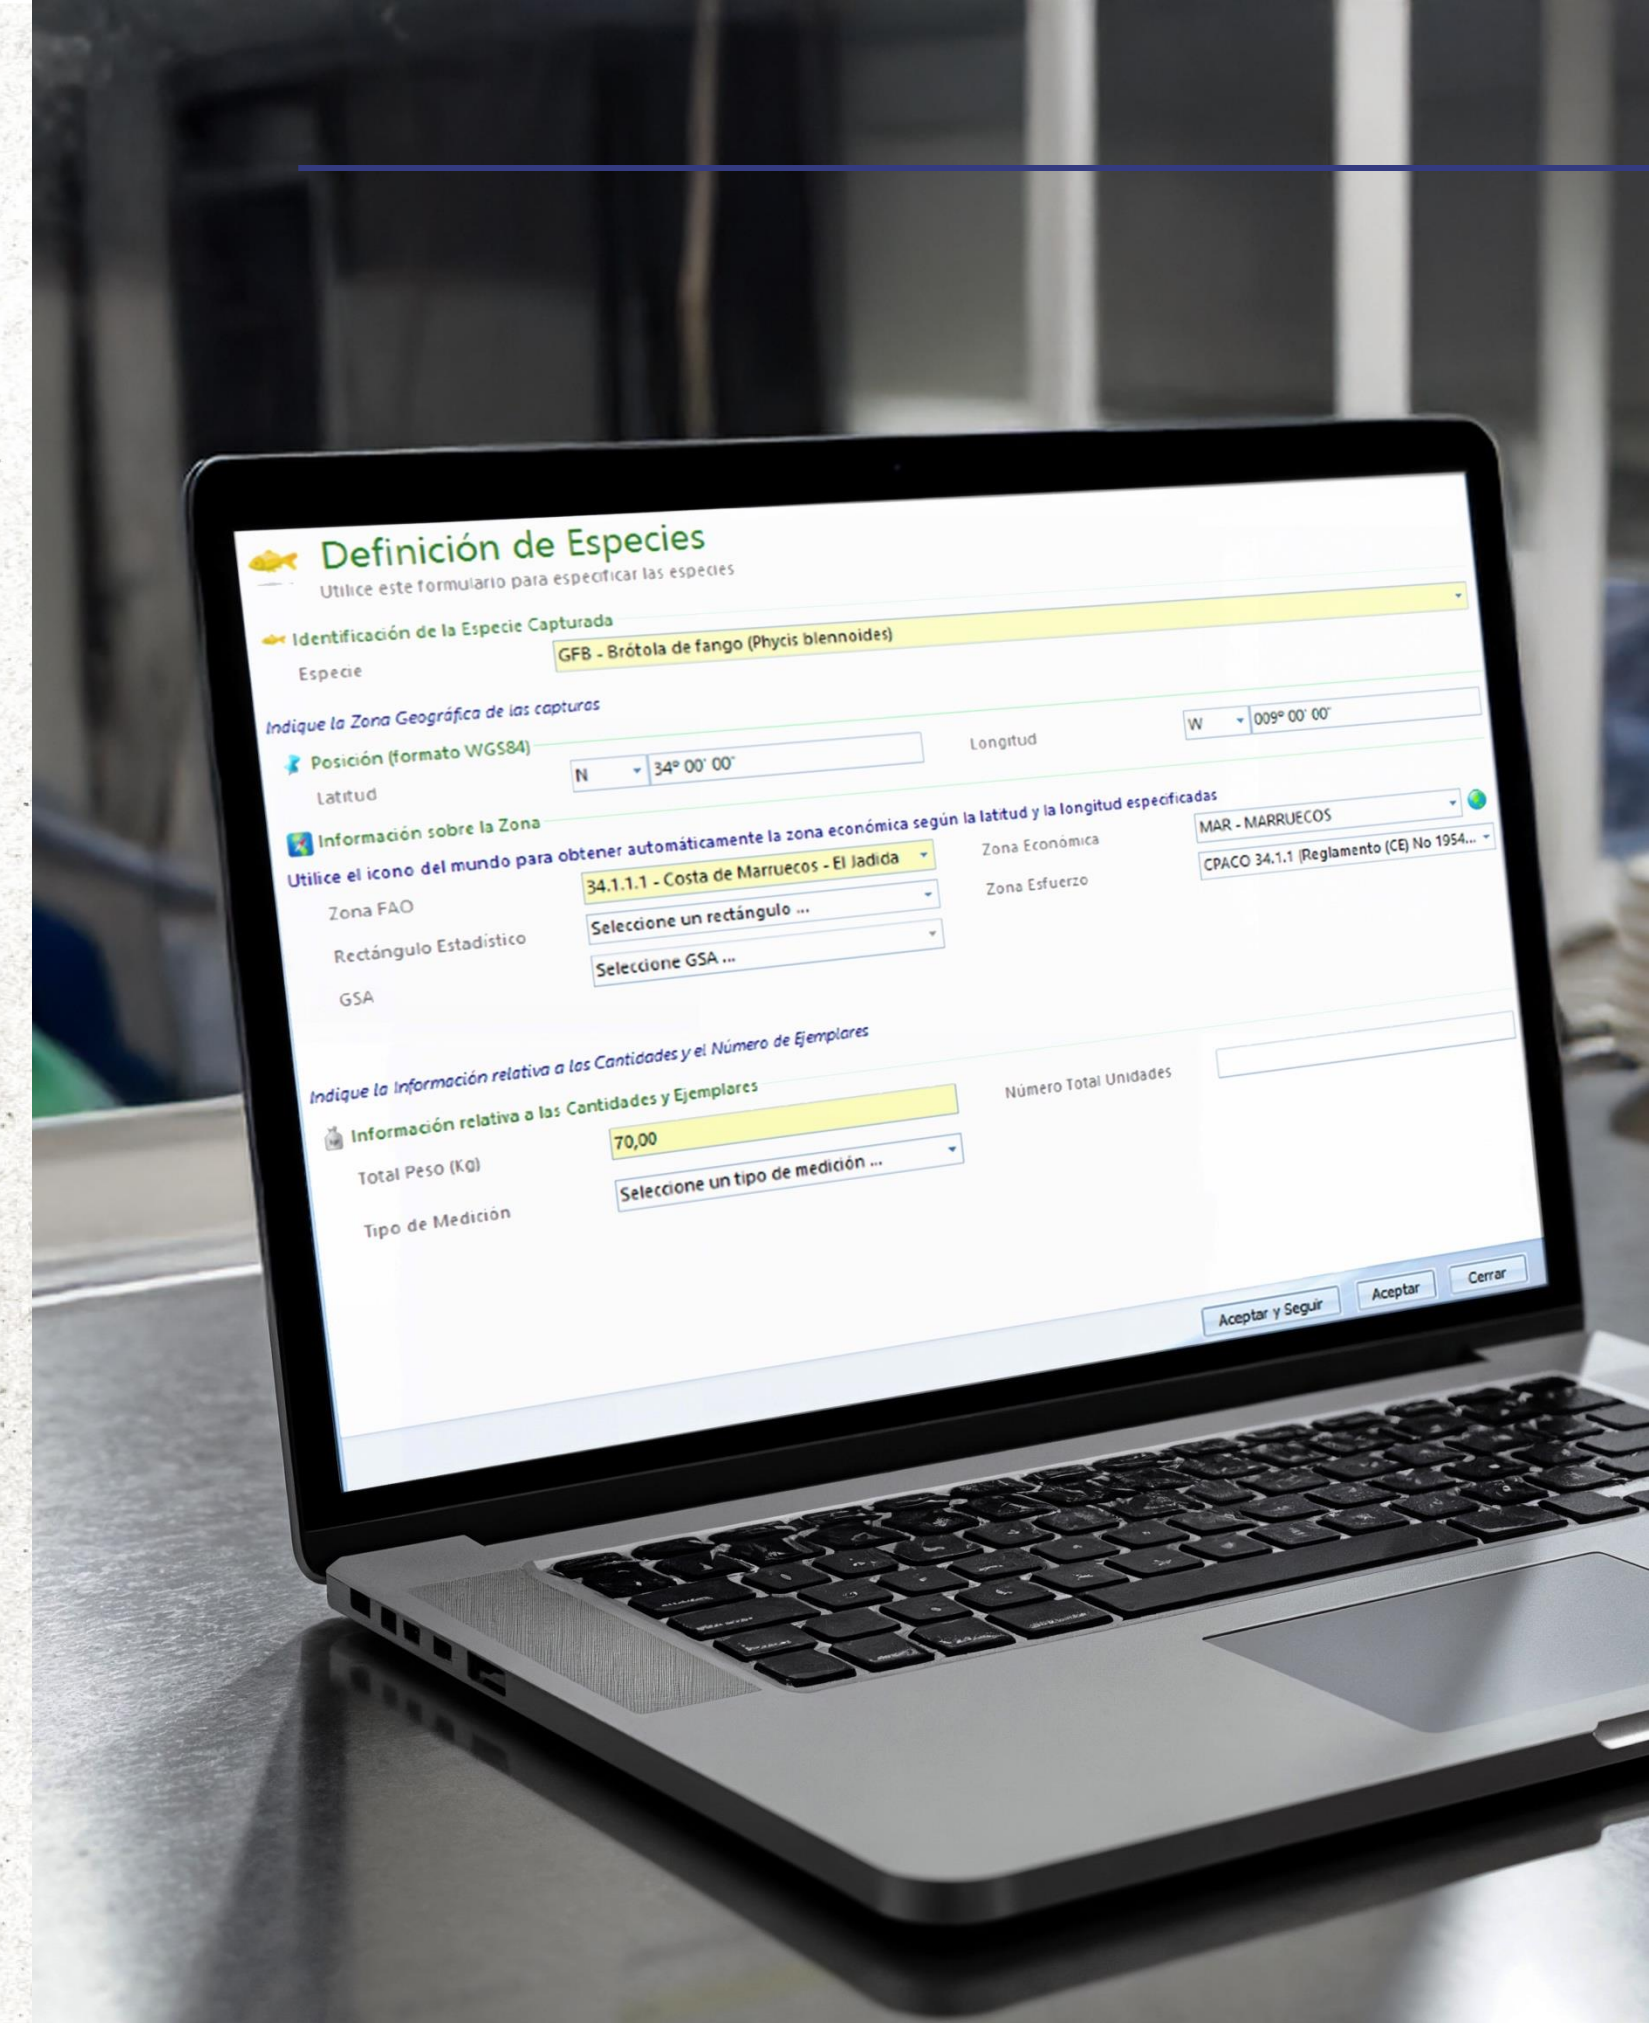 Definición de Especies
Utilice este formulario para especificar las especies
Identificación de la Especie Capturada
Especie
GFB - Brótola de fango (Phycis blennoides)
Indique la Zona Geográfica de las capturas
Posición (formato WGS84)
Latitud N 34° 00' 00" Longitud W 009° 00' 00"
Información sobre la Zona
Utilice el icono del mundo para obtener automáticamente la zona económica según la latitud y la longitud especificadas
Zona FAO 34.1.1.1 - Costa de Marruecos - El Jadida Zona Económica MAR - MARRUECOS
Rectángulo Estadístico Seleccione un rectángulo ... Zona Esfuerzo CPACO 34.1.1 (Reglamento (CE) No 1954...
GSA Seleccione GSA ...
Indique la Información relativa a las Cantidades y el Número de Ejemplares
Información relativa a las Cantidades y Ejemplares
Total Peso (Kg) 70,00 Número Total Unidades
Tipo de Medición Seleccione un tipo de medición ...
Aceptar y Seguir Aceptar Cerrar